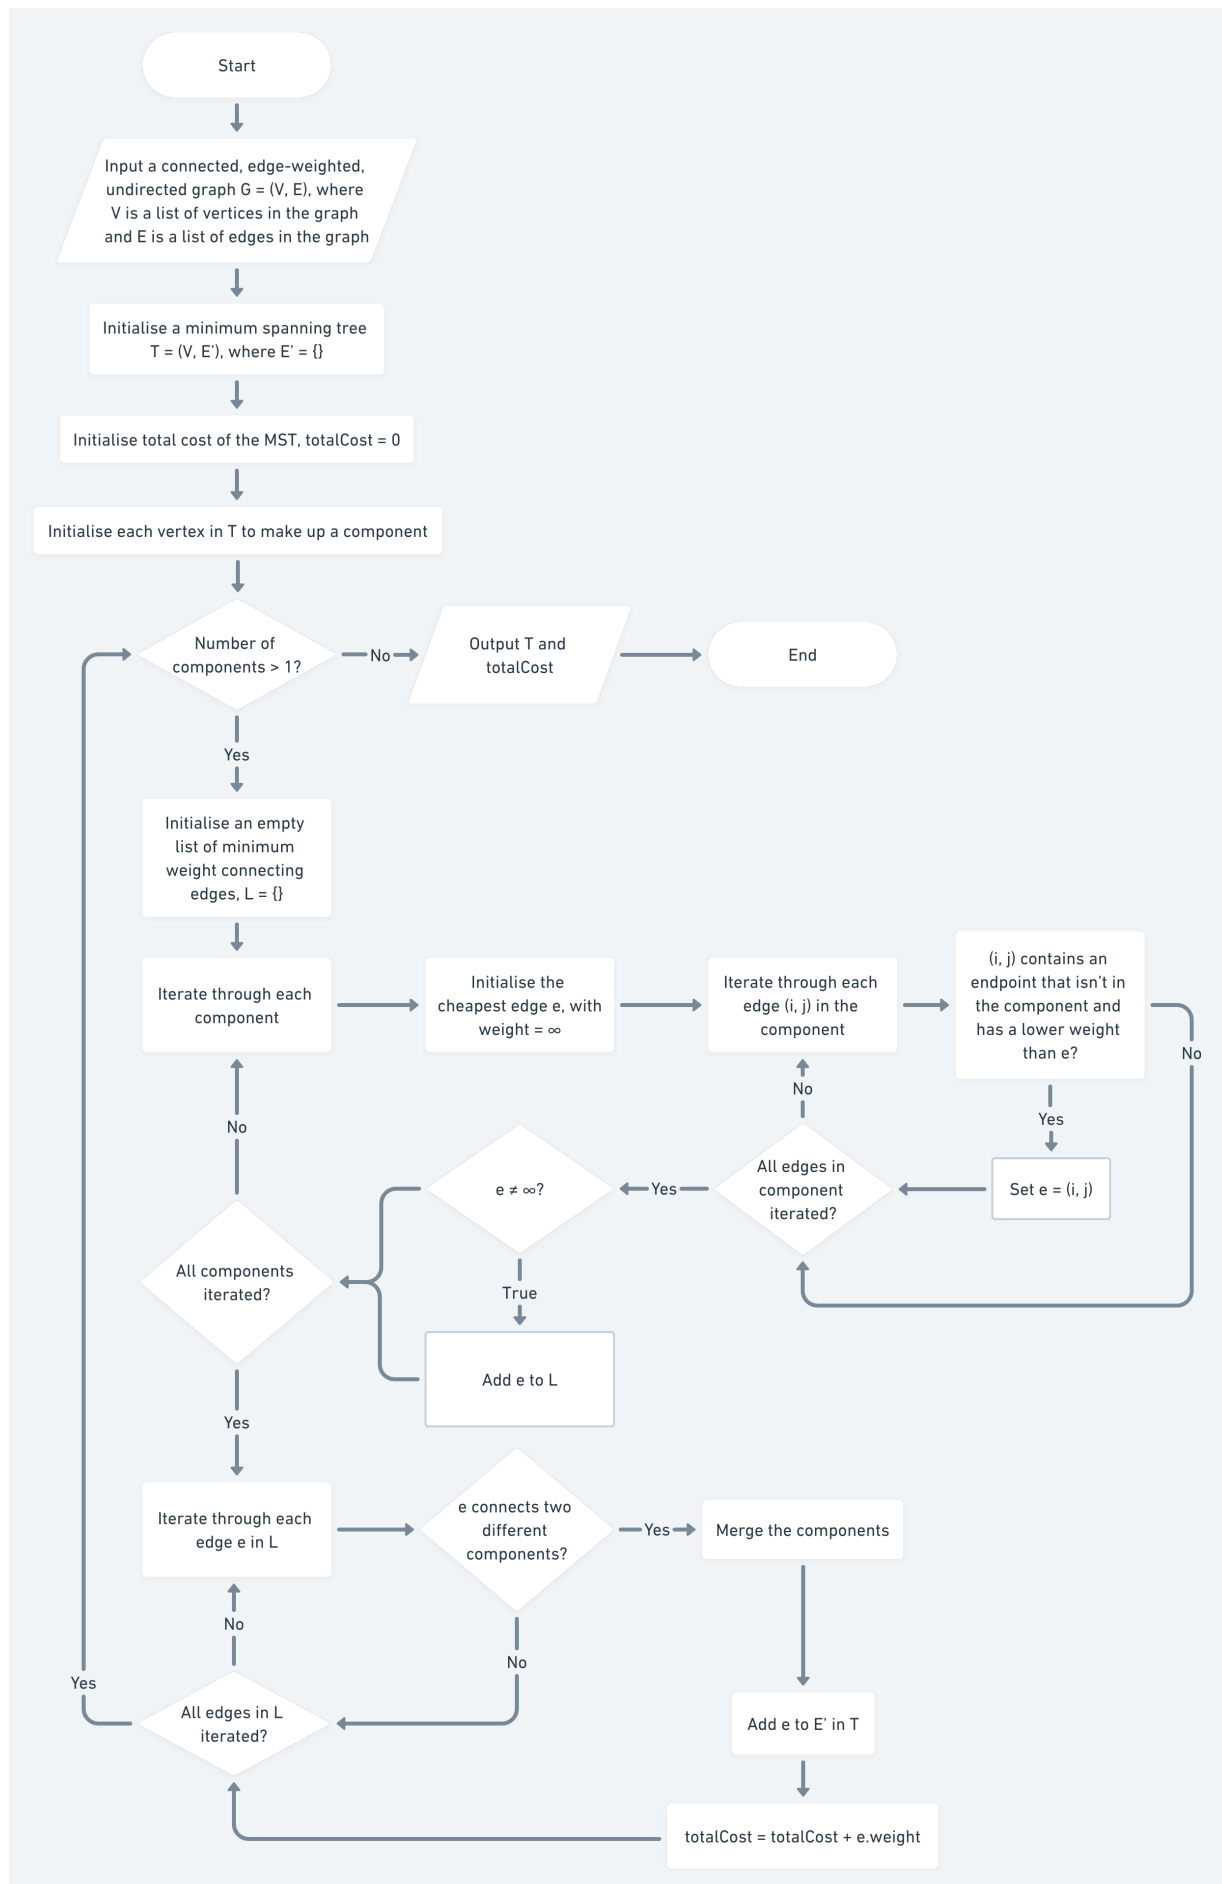 Start
Input a connected, edge-weighted,
undirected graph G = (V, E), where
V is a list of vertices in the graph
and E is a list of edges in the graph
Initialise a minimum spanning tree
T = (V, E’), where E’ = {}
Initialise total cost of the MST, totalCost = 0
Initialise each vertex in T to make up a component
Number of
components > 1?
No
Output T and
totalCost
End
Yes
Initialise an empty
list of minimum
weight connecting
edges, L = {}
Iterate through each
component
Initialise the
cheapest edge e, with
weight = ∞
Iterate through each
edge (i, j) in the
component
(i, j) contains an
endpoint that isn’t in
the component and
has a lower weight
than e?
No
Yes
Set e = (i, j)
No
All edges in
component
iterated?
Yes
e ≠ ∞?
True
Add e to L
No
All components
iterated?
Yes
Iterate through each
edge e in L
e connects two
different
components?
Yes
Merge the components
No
Add e to E’ in T
totalCost = totalCost + e.weight
No
All edges in L
iterated?
Yes